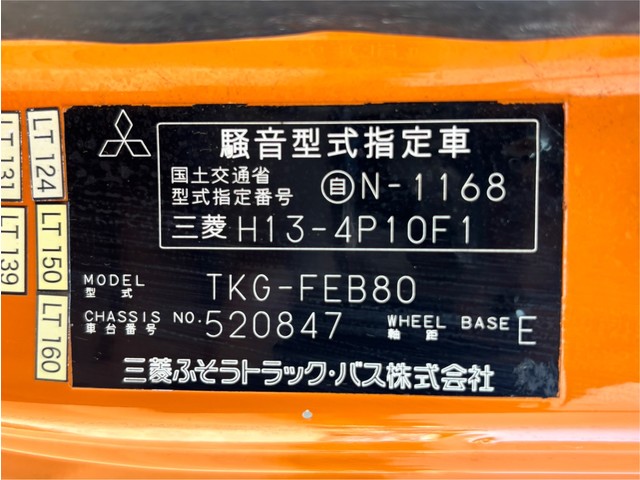 騒音型式指定車
国土交通省
型式指定番号 自N-1168
三菱 H13-4P10F1
MODEL
型式 TKG-FEB80
CHASSIS NO.
車台番号 520847 WHEEL BASE
軸距 E
三菱ふそうトラック・バス株式会社
LT 131
LT 124
LT 139
LT 150
LT 160